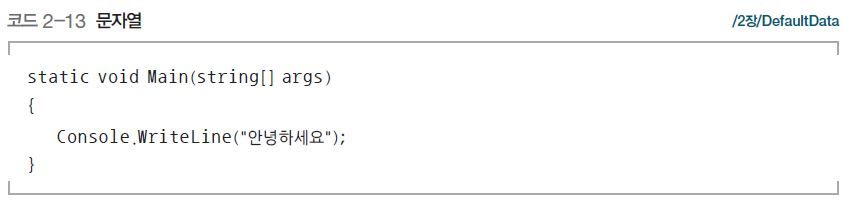 코드 2-13 문자열 /2장/DefaultData
static void Main(string[] args)
{
Console.WriteLine("안녕하세요");
}